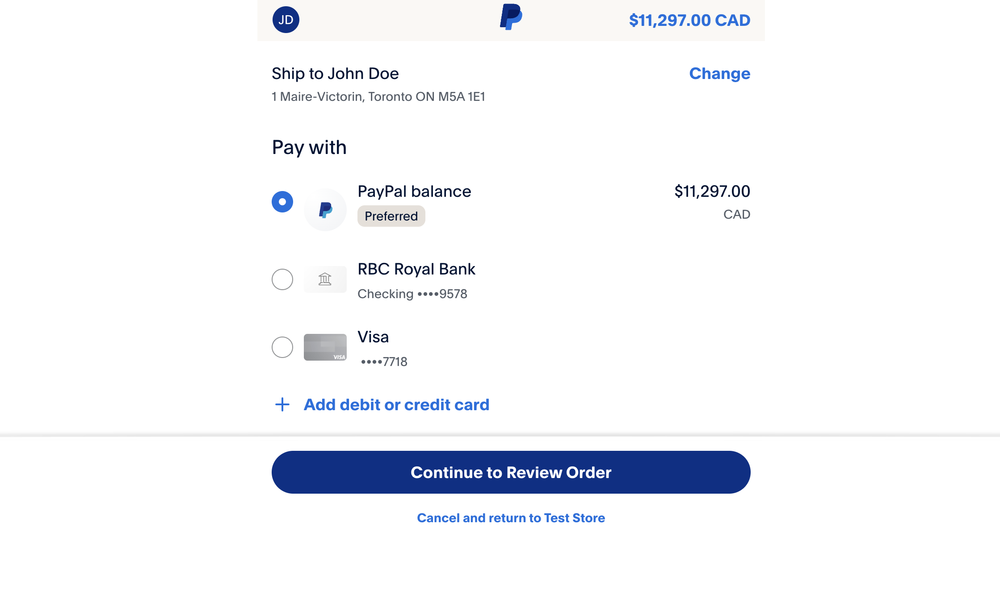 JD
$11,297.00 CAD
Ship to John Doe
Change
1 Maire-Victorin, Toronto ON M5A 1E1
Pay with
PayPal balance
$11,297.00
Preferred
CAD
RBC Royal Bank
Checking ••••9578
Visa
VISA
••••7718
+ Add debit or credit card
Continue to Review Order
Cancel and return to Test Store